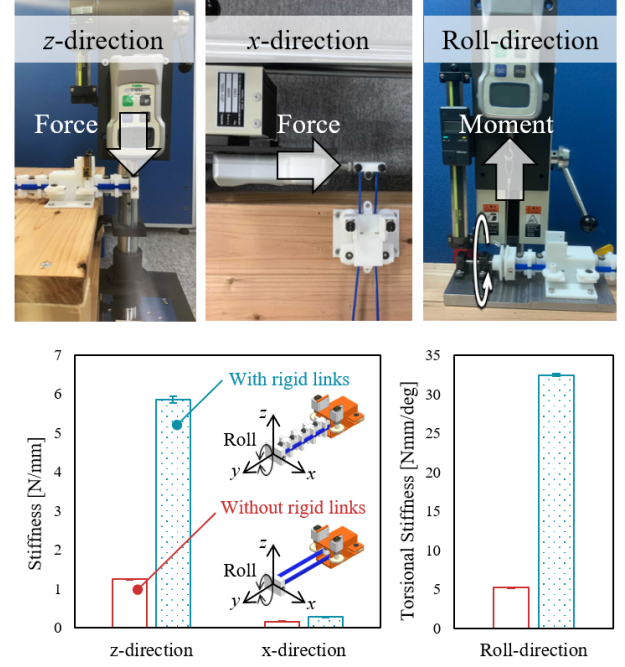 z-direction
x-direction
Roll-direction
Force
Force
Moment
7
6
5
4
3
2
1
0
Stiffness [N/mm]
With rigid links
z
Roll
y
x
Without rigid links
z
Roll
y
x
z-direction
x-direction
35
30
25
20
15
10
5
0
Torsional Stiffness [Nmm/deg]
Roll-direction